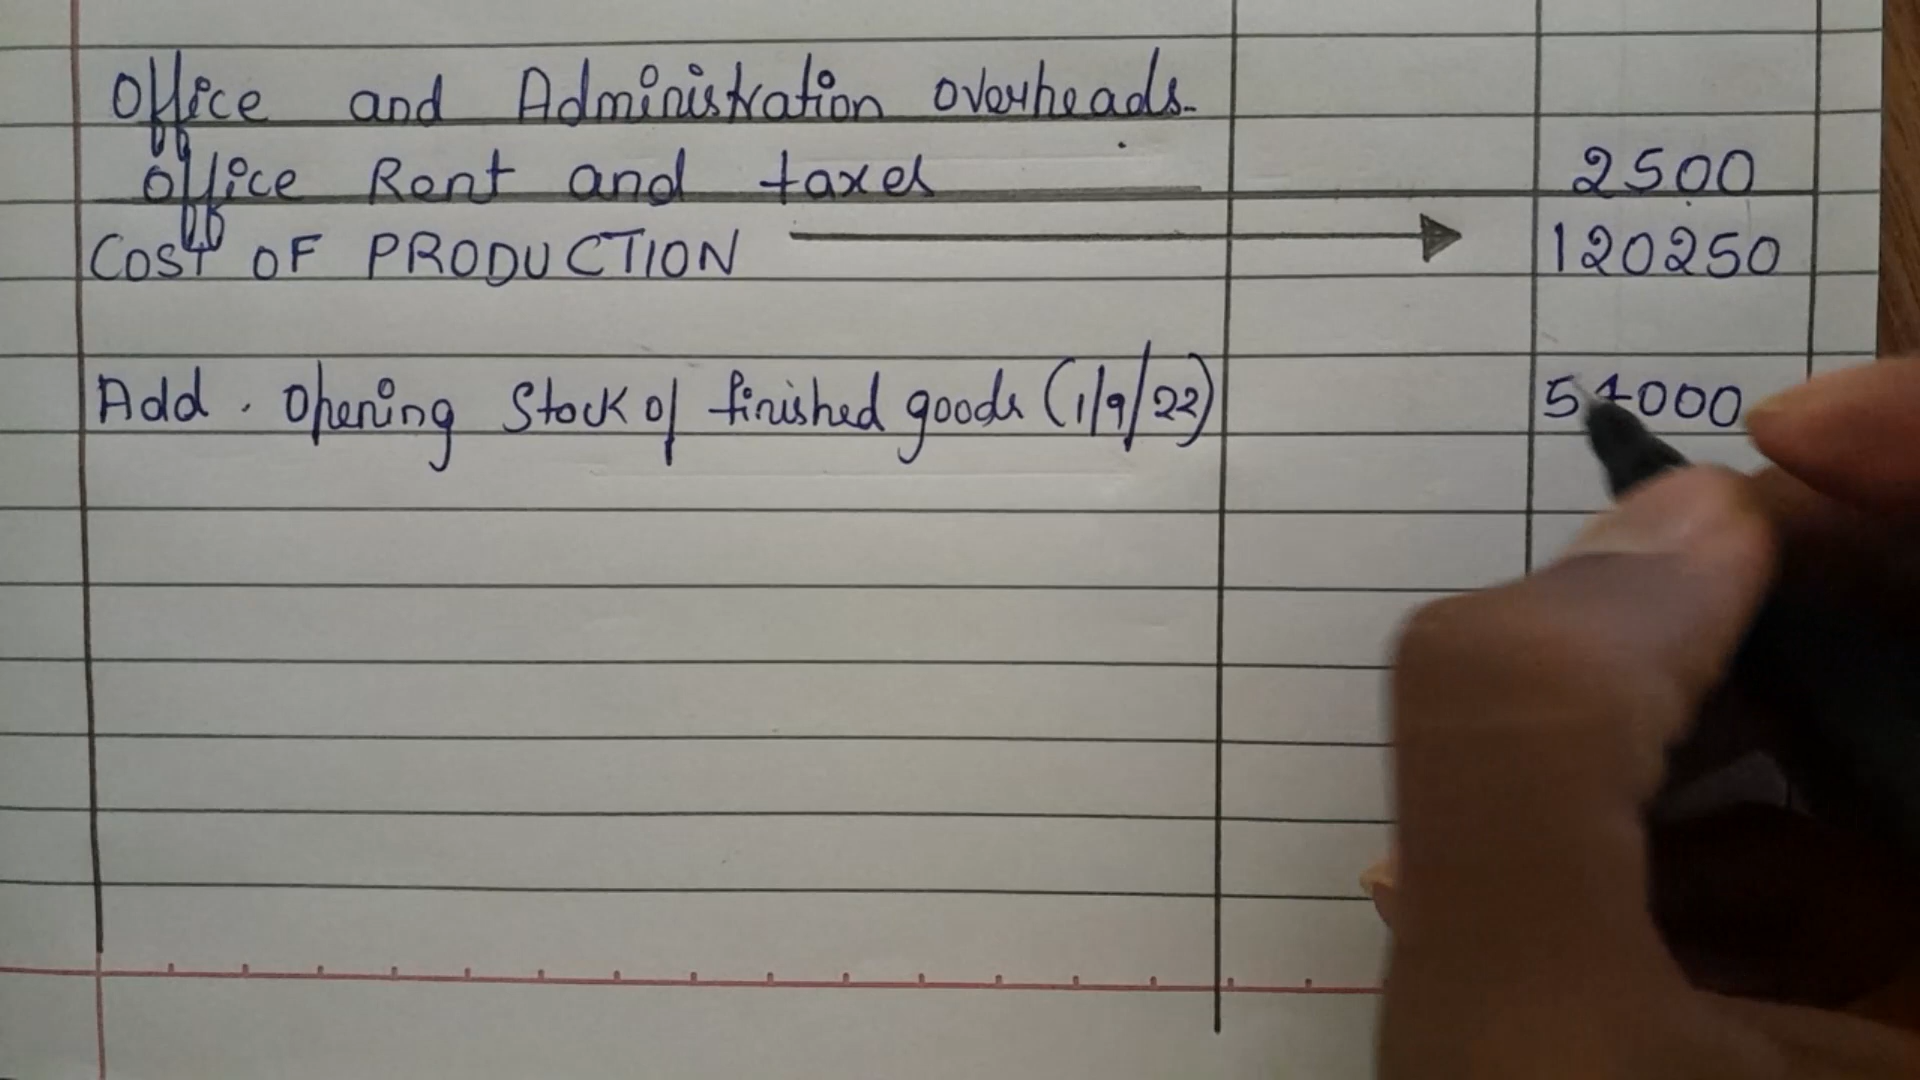 Office and Administration overheads.
Office Rent and taxes 2500
COST OF PRODUCTION 120250
Add. Opening Stock of finished goods (1/9/22)